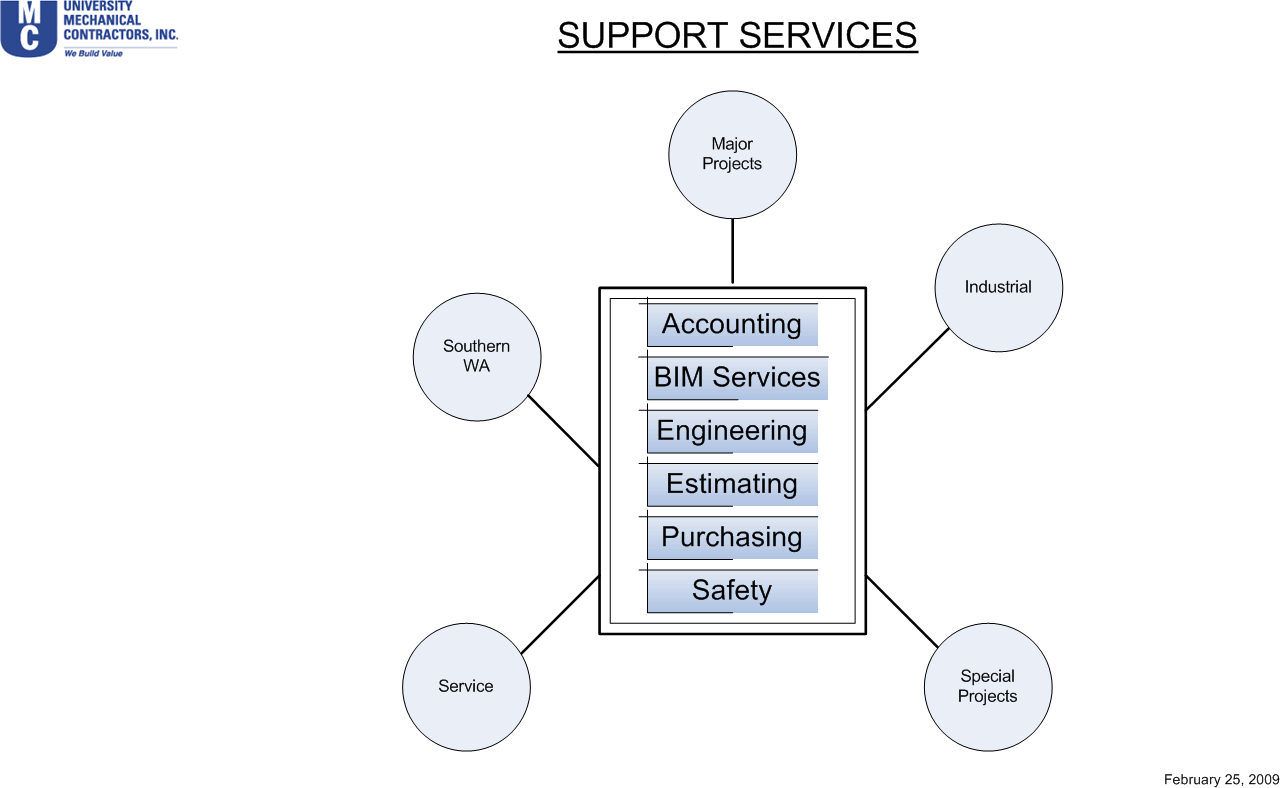 MC
UNIVERSITY
MECHANICAL
CONTRACTORS, INC.
We Build Value
SUPPORT SERVICES
Major
Projects
Industrial
Southern
WA
Accounting
BIM Services
Engineering
Estimating
Purchasing
Safety
Service
Special
Projects
February 25, 2009